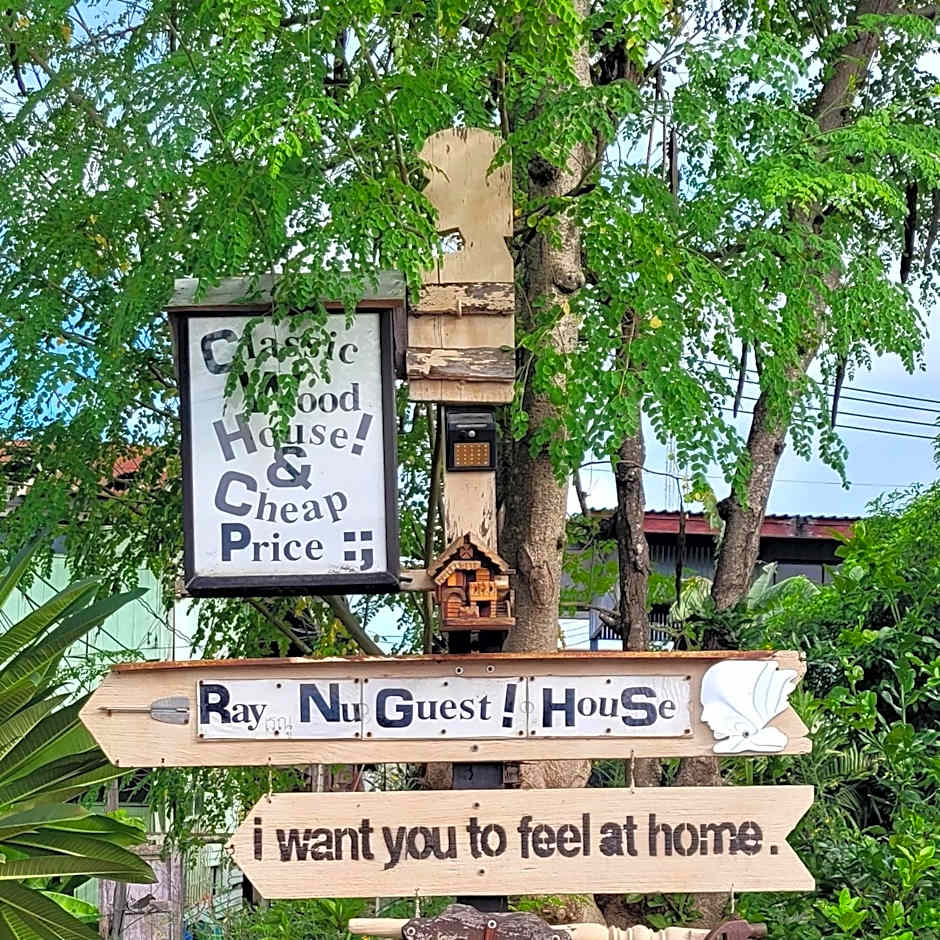 Classic
Wood
House!
&
Cheap
Price
Ray Nu Guest! HouSe
i want you to feel at home.